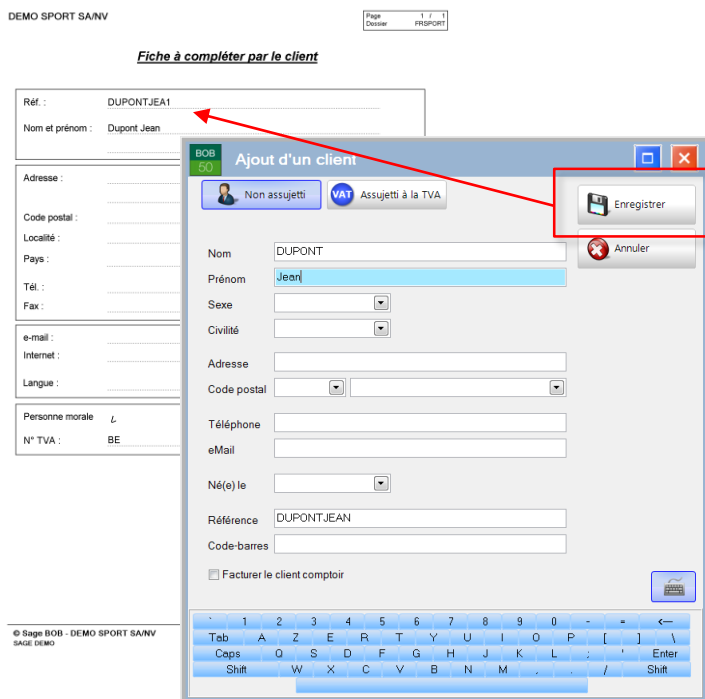 DEMO SPORT SA/NV
Page 1 / 1
Dossier FRSPORT
Fiche à compléter par le client
Réf. : DUPONTJEA1
Nom et prénom : Dupont Jean
Adresse :
Code postal :
Localité :
Pays :
Tél. :
Fax :
e-mail :
Internet :
Langue :
Personne morale
N° TVA : BE
© Sage BOB - DEMO SPORT SA/NV
SAGE DEMO
BOB
50
Ajout d'un client
Non assujetti
VAT Assujetti à la TVA
Enregistrer
Annuler
Nom DUPONT
Prénom Jean
Sexe
Civilité
Adresse
Code postal
Téléphone
eMail
Né(e) le
Référence DUPONTJEAN
Code-barres
Facturer le client comptoir
` 1 2 3 4 5 6 7 8 9 0 - = <--
Tab A Z E R T Y U I O P [ ] \
Caps Q S D F G H J K L ; ' Enter
Shift W X C V B N M , . / Shift